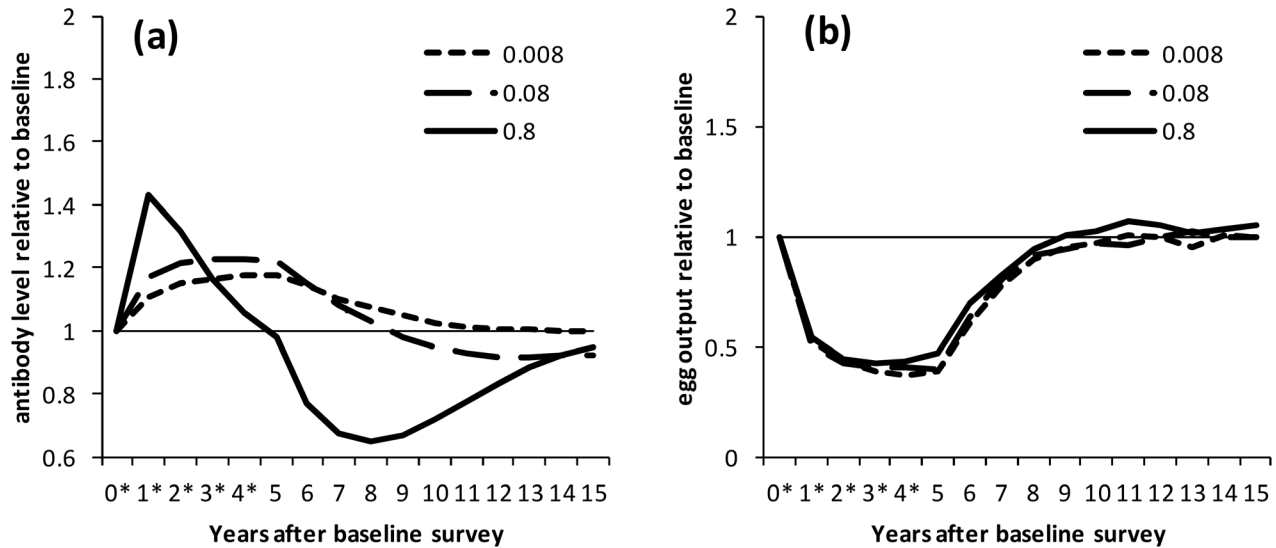 (a)
antibody level relative to baseline
2
1.8
1.6
1.4
1.2
1
0.8
0.6
0.008
0.08
0.8
0* 1* 2* 3* 4* 5 6 7 8 9 10 11 12 13 14 15
Years after baseline survey
(b)
egg output relative to baseline
2
1.5
1
0.5
0
0.008
0.08
0.8
0* 1* 2* 3* 4* 5 6 7 8 9 10 11 12 13 14 15
Years after baseline survey